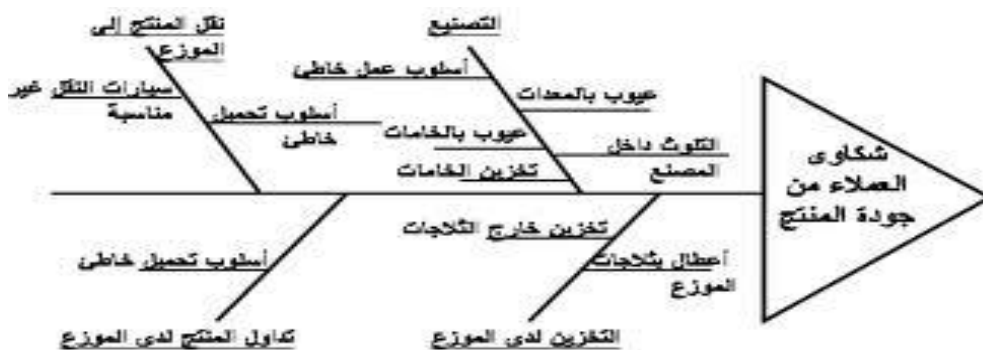 نقل المنتج إلى
الموزع
سيارات النقل غير
مناسبة
أسلوب تحميل
خاطئ
التصنيع
أسلوب عمل خاطئ
عيوب بالمعدات
عيوب بالخامات
التلوث داخل
المصنع
تخزين الخامات
شكاوى
العملاء من
جودة المنتج
تخزين خارج الثلاجات
أعطال بثلاجات
الموزع
التخزين لدى الموزع
أسلوب تحميل خاطئ
تداول المنتج لدى الموزع